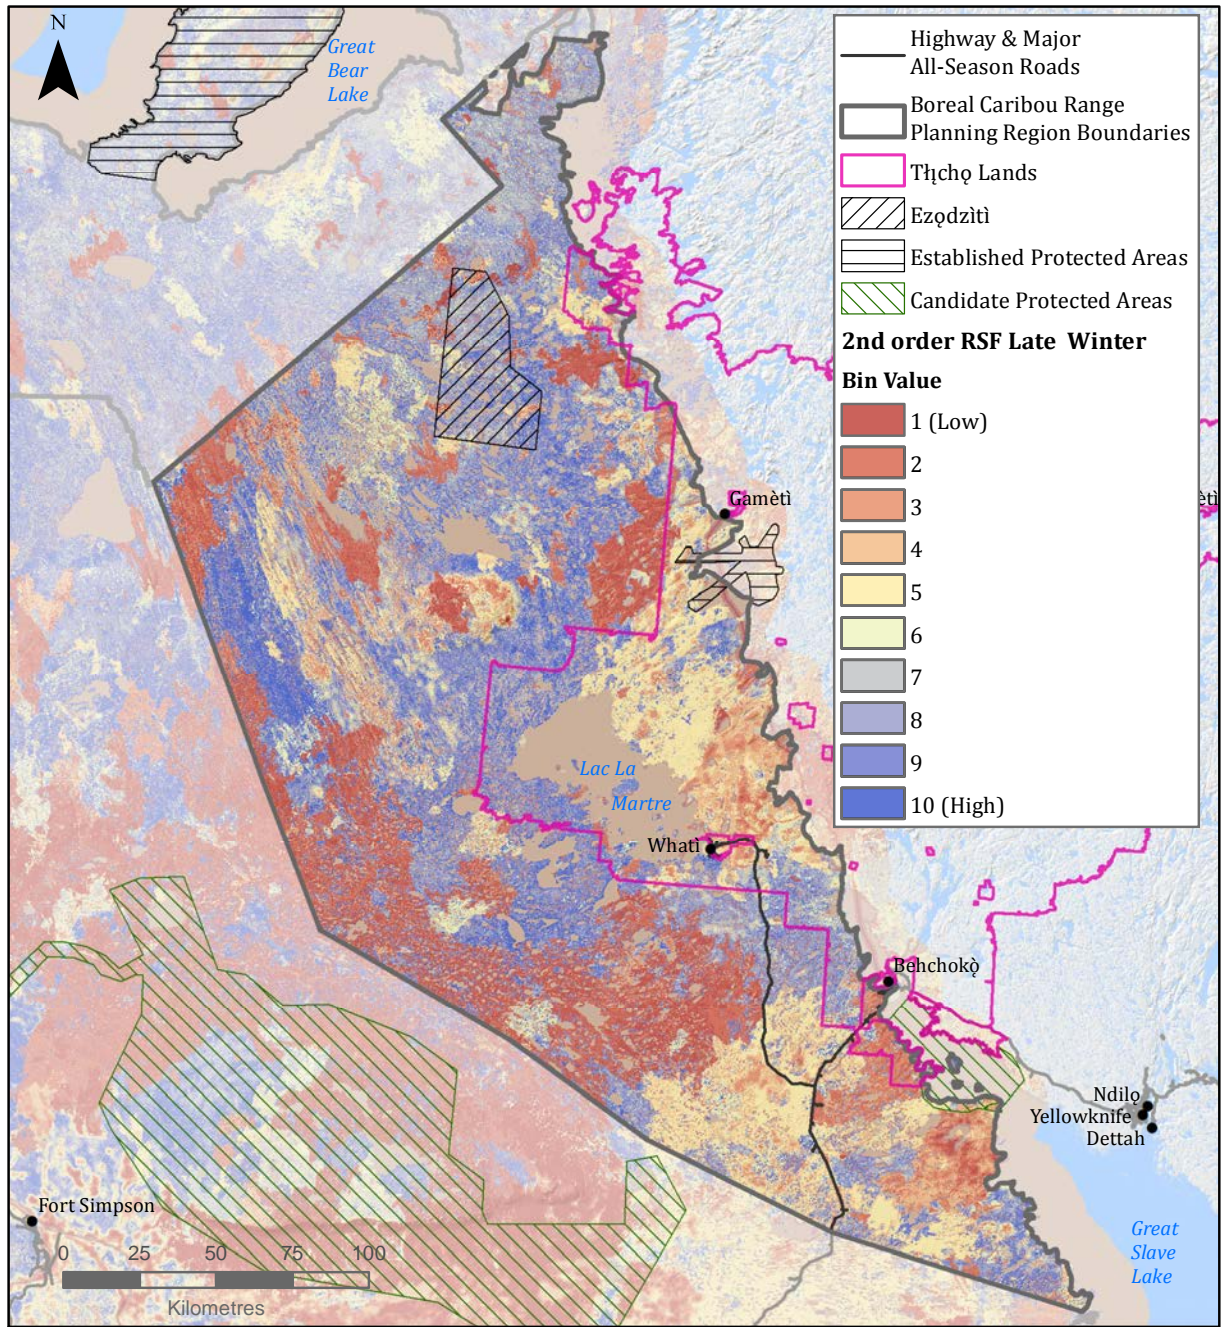 N
Great
Bear
Lake
Highway & Major
All-Season Roads
Boreal Caribou Range
Planning Region Boundaries
Tłı̨chǫ Lands
Ezǫdzìtì
Established Protected Areas
Candidate Protected Areas
2nd order RSF Late Winter
Bin Value
1 (Low)
2
3
4
5
6
7
8
9
10 (High)
Gamètì
ètì
Lac La
Martre
Whatì
Behchokǫ̀
Ndilǫ
Yellowknife
Dettah
Fort Simpson
Great
Slave
Lake
0 25 50 75 100
Kilometres